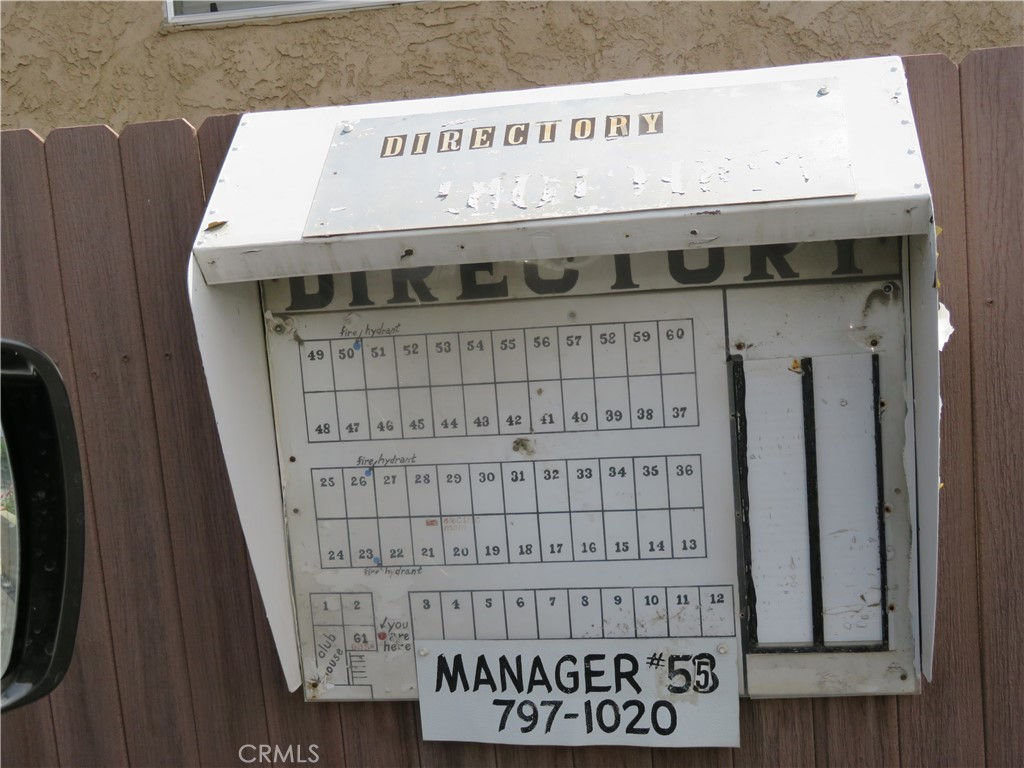 DIRECTORY
DIRECTORY
fire hydrant
49 50 51 52 53 54 55 56 57 58 59 60
48 47 46 45 44 43 42 41 40 39 38 37
fire hydrant
25 26 27 28 29 30 31 32 33 34 35 36
24 23 22 21 20 19 18 17 16 15 14 13
fire hydrant
1 2 3 4 5 6 7 8 9 10 11 12
61
you
are
here
club
house
MANAGER #
797-1020
CRMLS